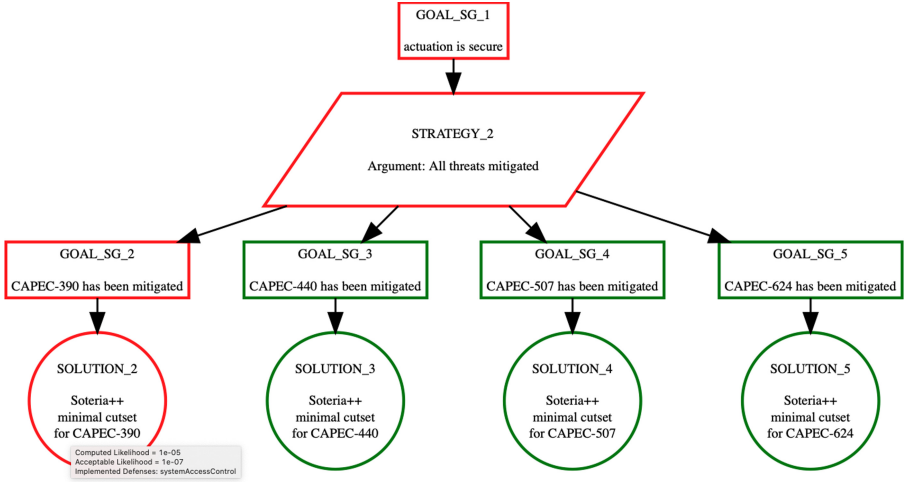 GOAL_SG_1
actuation is secure
STRATEGY_2
Argument: All threats mitigated
GOAL_SG_2
CAPEC-390 has been mitigated
GOAL_SG_3
CAPEC-440 has been mitigated
GOAL_SG_4
CAPEC-507 has been mitigated
GOAL_SG_5
CAPEC-624 has been mitigated
SOLUTION_2
Soteria++
minimal cutset
for CAPEC-390
SOLUTION_3
Soteria++
minimal cutset
for CAPEC-440
SOLUTION_4
Soteria++
minimal cutset
for CAPEC-507
SOLUTION_5
Soteria++
minimal cutset
for CAPEC-624
Computed Likelihood = 1e-05
Acceptable Likelihood = 1e-07
Implemented Defenses: systemAccessControl